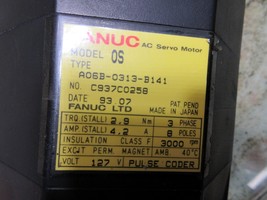 FANUC AC Servo Motor
MODEL 0S
TYPE
A06B-0313-B141
NO. C937C0258
DATE 93.07 PAT PEND
FANUC LTD MADE IN JAPAN
TRQ.(STALL) 2.9 Nm 3 PHASE
AMP.(STALL) 4.2 A 8 POLES
INSULATION CLASS F 3000 rpm
EXCIT PERM MAGNET AMB. 40°C
VOLT 127 V PULSE CODER